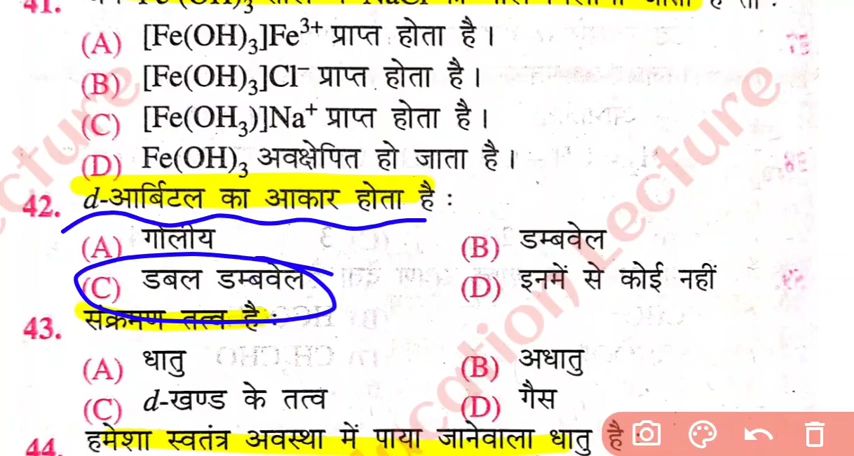 41.
(A) [Fe(OH)₃]Fe³⁺ प्राप्त होता है।
(B) [Fe(OH)₃]Cl⁻ प्राप्त होता है।
(C) [Fe(OH₃)]Na⁺ प्राप्त होता है।
(D) Fe(OH)₃ अवक्षेपित हो जाता है।
42. d-आर्बिटल का आकार होता है :
(A) गोलीय (B) डम्बवेल
(C) डबल डम्बवेल (D) इनमें से कोई नहीं
43. संक्रमण तत्व है :
(A) धातु (B) अधातु
(C) d-खण्ड के तत्व (D) गैस
44. हमेशा स्वतंत्र अवस्था में पाया जानेवाला धातु है